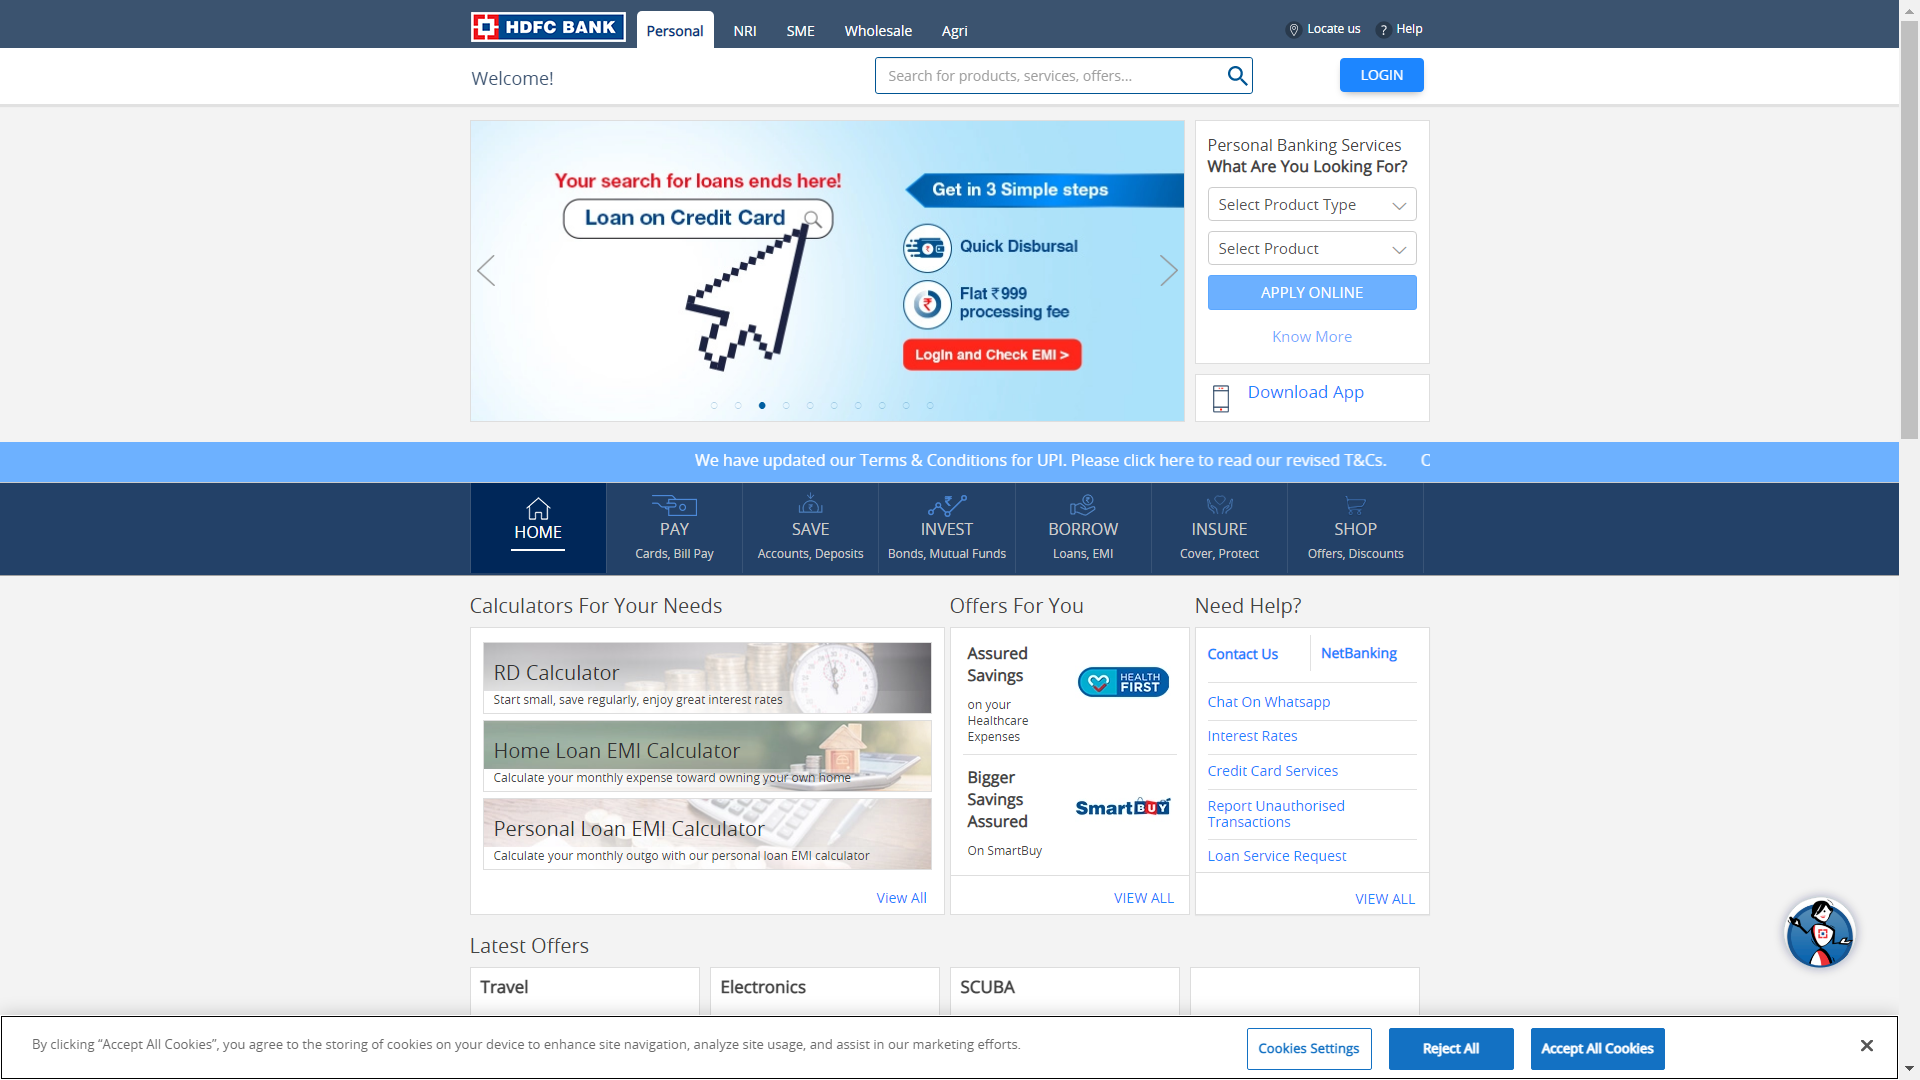 HDFC BANK
Personal
NRI
SME
Wholesale
Agri
Locate us
? Help
Welcome!
Search for products, services, offers...
LOGIN
Your search for loans ends here!
Loan on Credit Card
Get in 3 Simple steps
Quick Disbursal
Flat ₹999
processing fee
Login and Check EMI >
Personal Banking Services
What Are You Looking For?
Select Product Type
Select Product
APPLY ONLINE
Know More
Download App
We have updated our Terms & Conditions for UPI. Please click here to read our revised T&Cs.
HOME
PAY
Cards, Bill Pay
SAVE
Accounts, Deposits
INVEST
Bonds, Mutual Funds
BORROW
Loans, EMI
INSURE
Cover, Protect
SHOP
Offers, Discounts
Calculators For Your Needs
RD Calculator
Start small, save regularly, enjoy great interest rates
Home Loan EMI Calculator
Calculate your monthly expense toward owning your own home
Personal Loan EMI Calculator
Calculate your monthly outgo with our personal loan EMI calculator
View All
Offers For You
Assured
Savings
on your
Healthcare
Expenses
HEALTH
FIRST
Bigger
Savings
Assured
On SmartBuy
SmartBUY
VIEW ALL
Need Help?
Contact Us
NetBanking
Chat On Whatsapp
Interest Rates
Credit Card Services
Report Unauthorised
Transactions
Loan Service Request
VIEW ALL
Latest Offers
Travel
Electronics
SCUBA
By clicking “Accept All Cookies”, you agree to the storing of cookies on your device to enhance site navigation, analyze site usage, and assist in our marketing efforts.
Cookies Settings
Reject All
Accept All Cookies